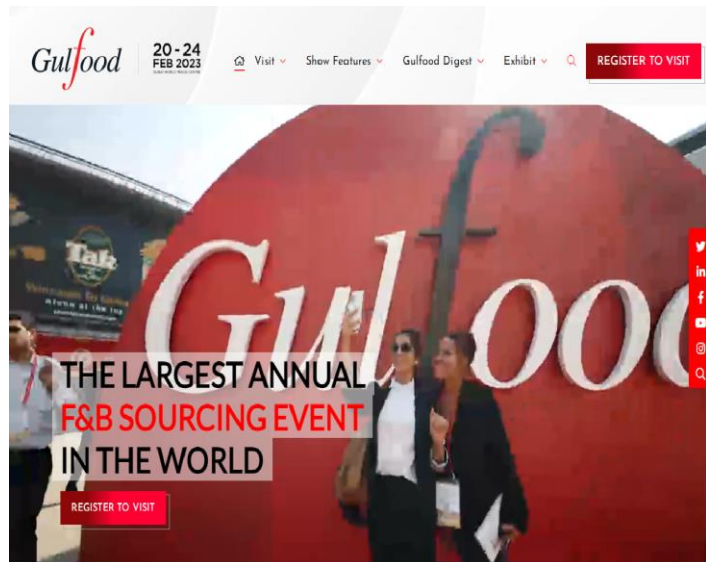 Gulfood
20 - 24
FEB 2023
Visit
Show Features
Gulfood Digest
Exhibit
REGISTER TO VISIT
Gulfood
THE LARGEST ANNUAL
F&B SOURCING EVENT
IN THE WORLD
REGISTER TO VISIT
in